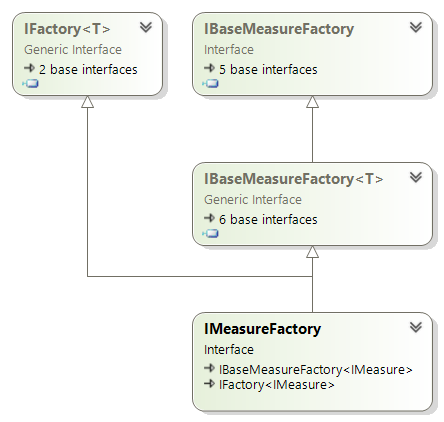 IFactory<T>
Generic Interface
2 base interfaces
IBaseMeasureFactory
Interface
5 base interfaces
IBaseMeasureFactory<T>
Generic Interface
6 base interfaces
IMeasureFactory
Interface
IBaseMeasureFactory<IMeasure>
IFactory<IMeasure>